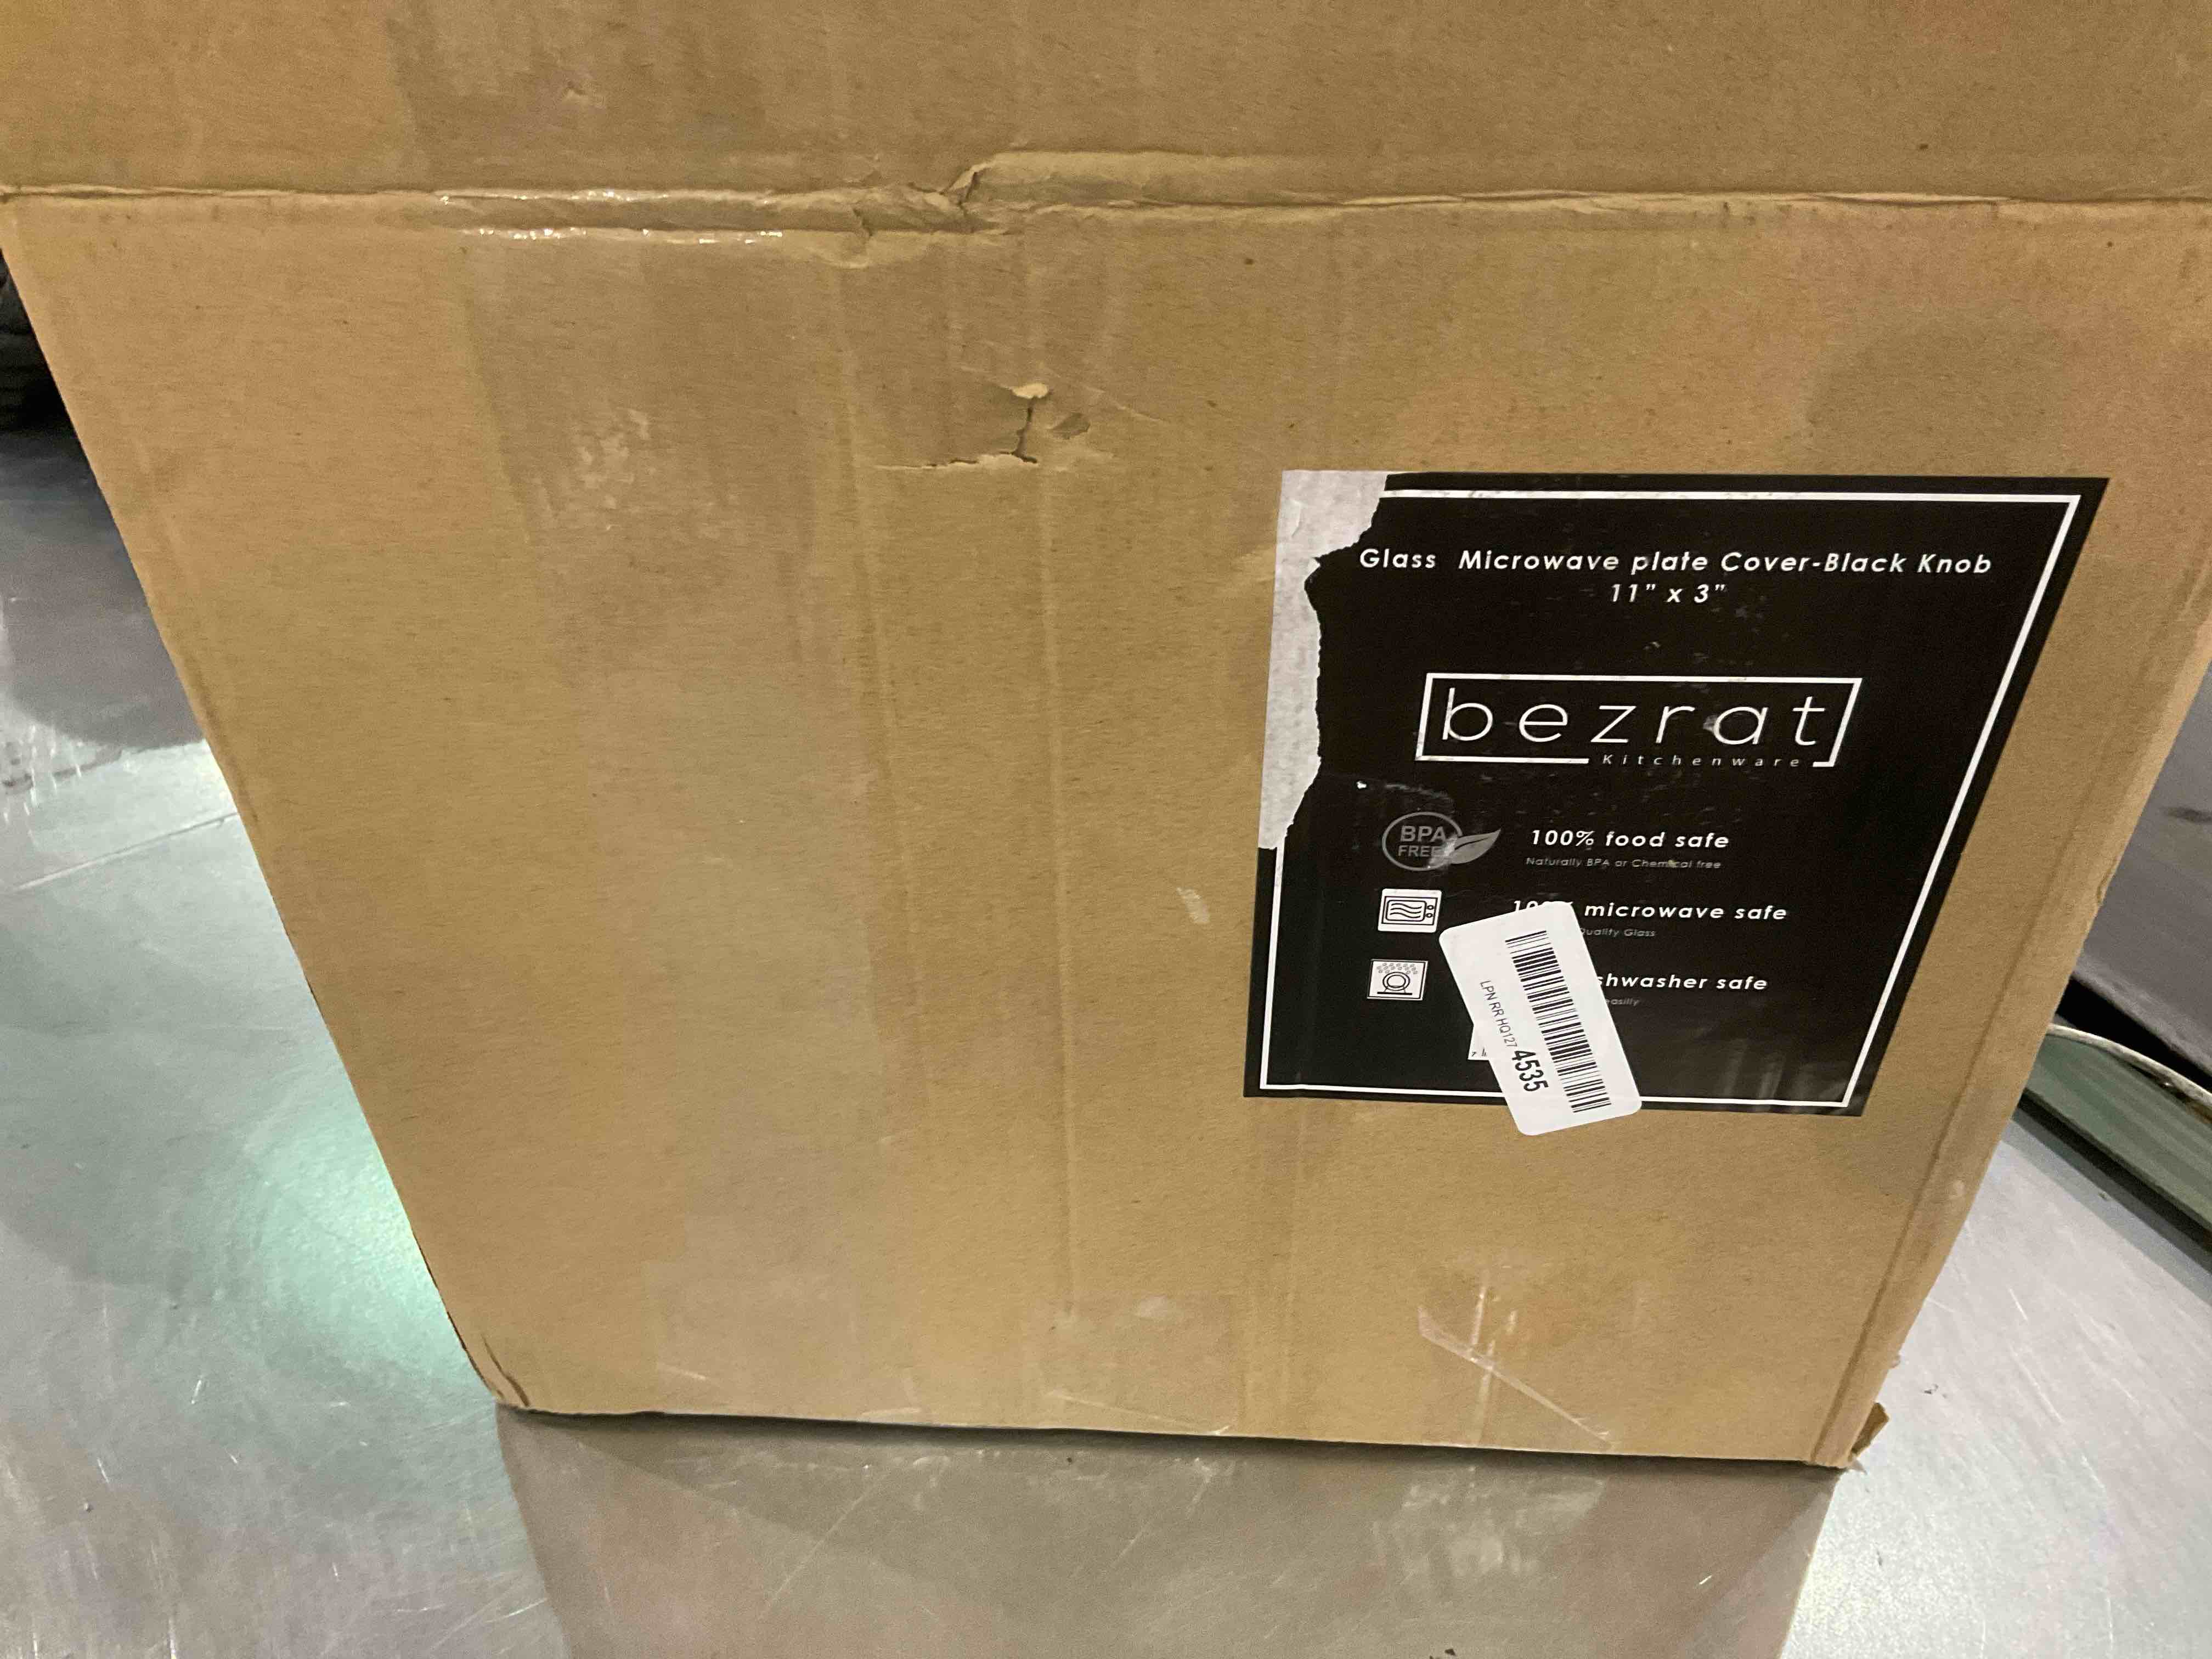 Glass Microwave plate Cover-Black Knob
11" x 3"
bezrat
Kitchenware
BPA
FREE
100% food safe
Naturally BPA or Chemical free
microwave safe
Quality Glass
shwasher safe
easilly
LPN RR HQ127 4535